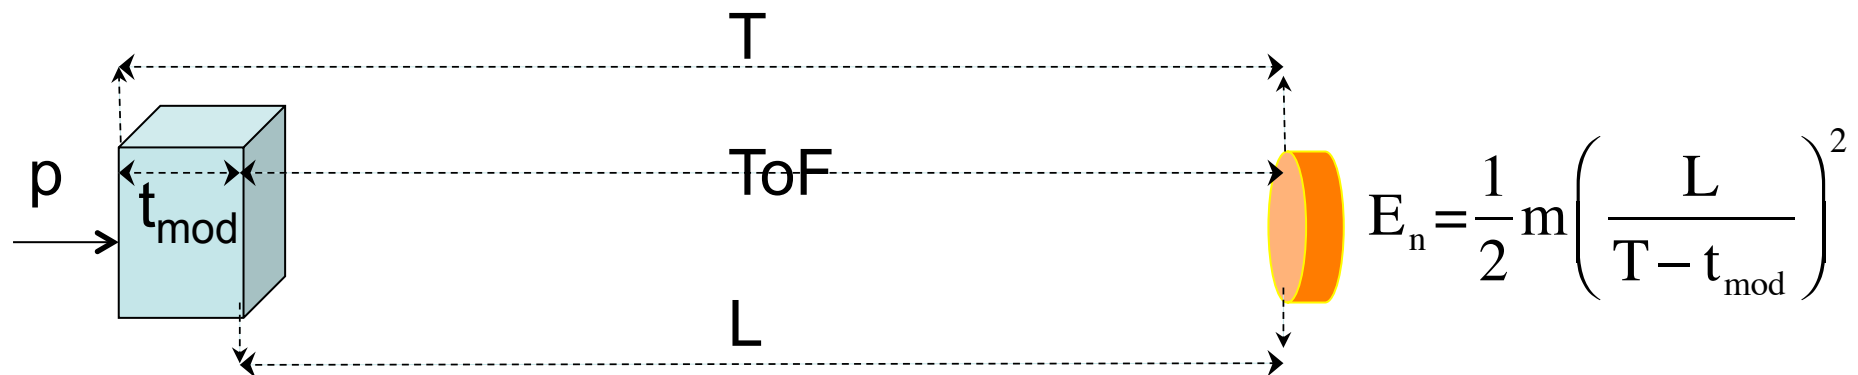 T
p
t_mod
ToF
E_n = 1/2 m (L / (T − t_mod))^2
L